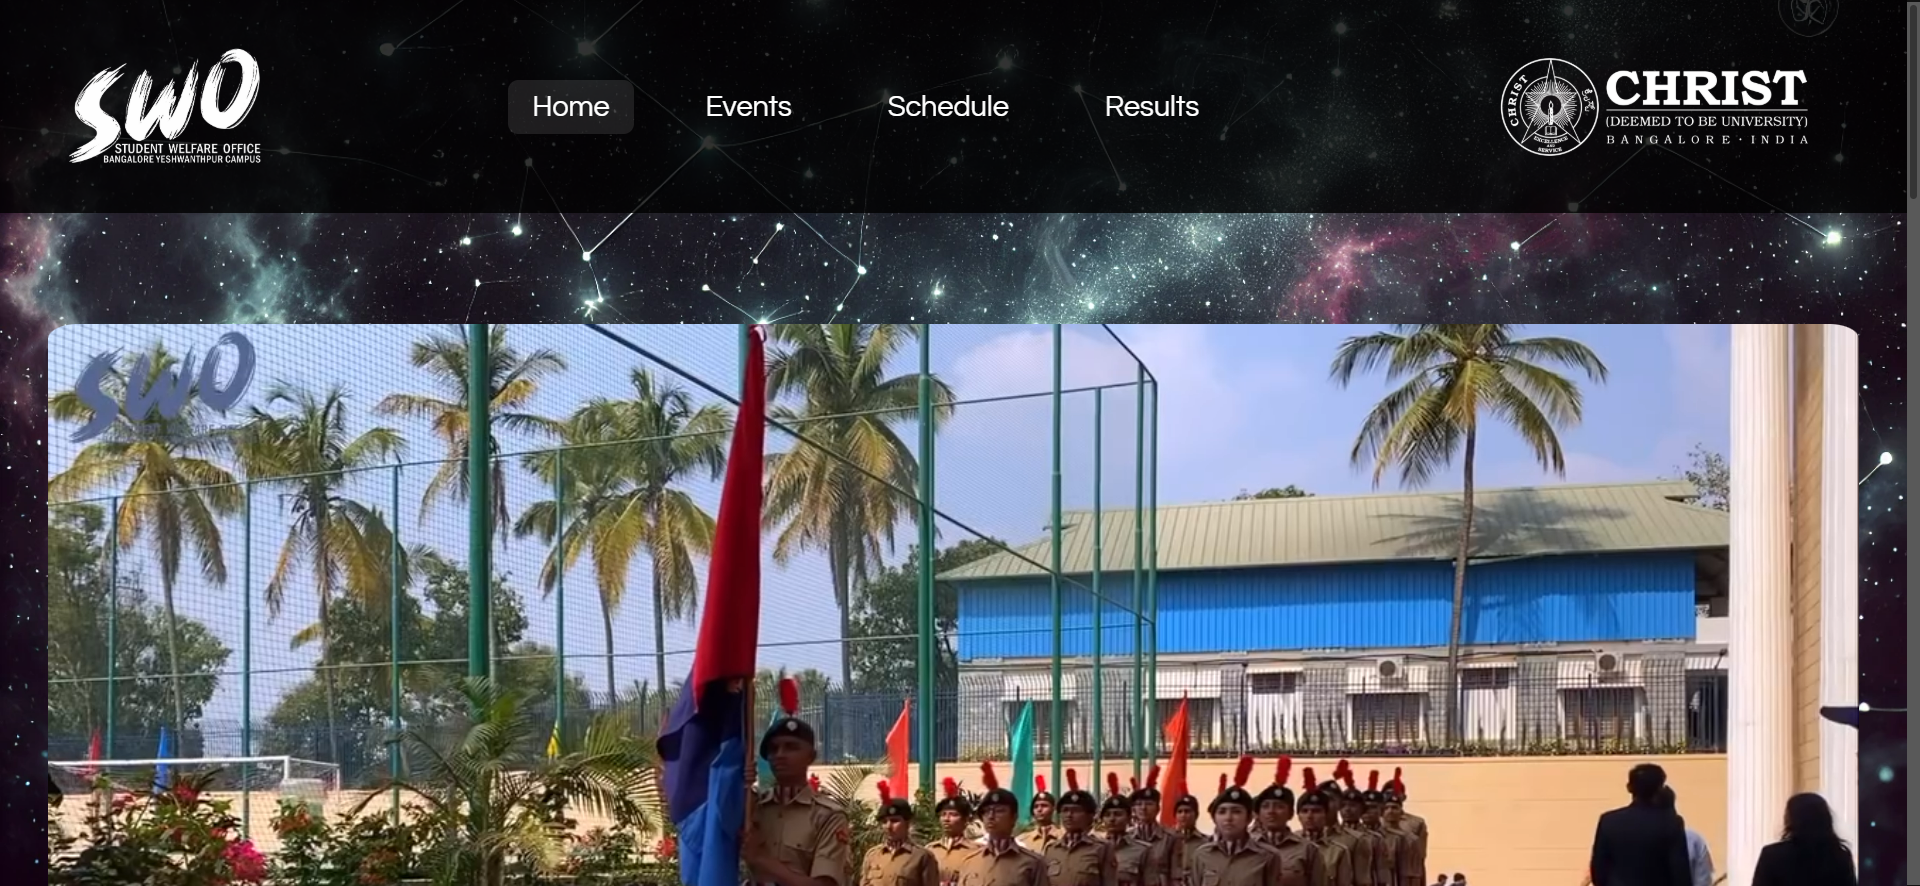 SWO
STUDENT WELFARE OFFICE
BANGALORE YESHWANTHPUR CAMPUS
Home
Events
Schedule
Results
CHRIST
EXCELLENCE
AND
SERVICE
CHRIST
(DEEMED TO BE UNIVERSITY)
BANGALORE · INDIA
SWO